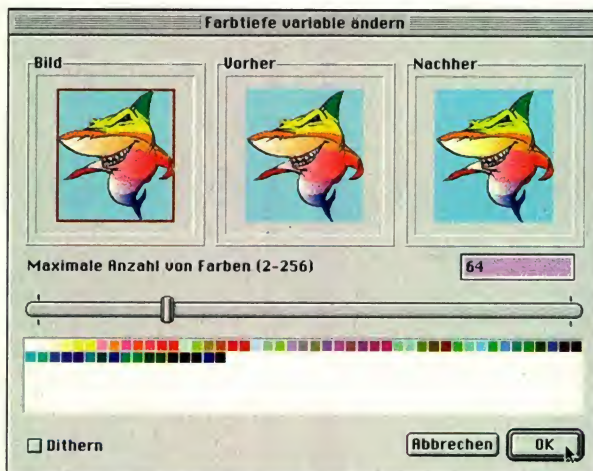 Farbtiefe variable ändern
Bild
Vorher
Nachher
Maximale Anzahl von Farben (2-256)
64
Dithern
Abbrechen
OK